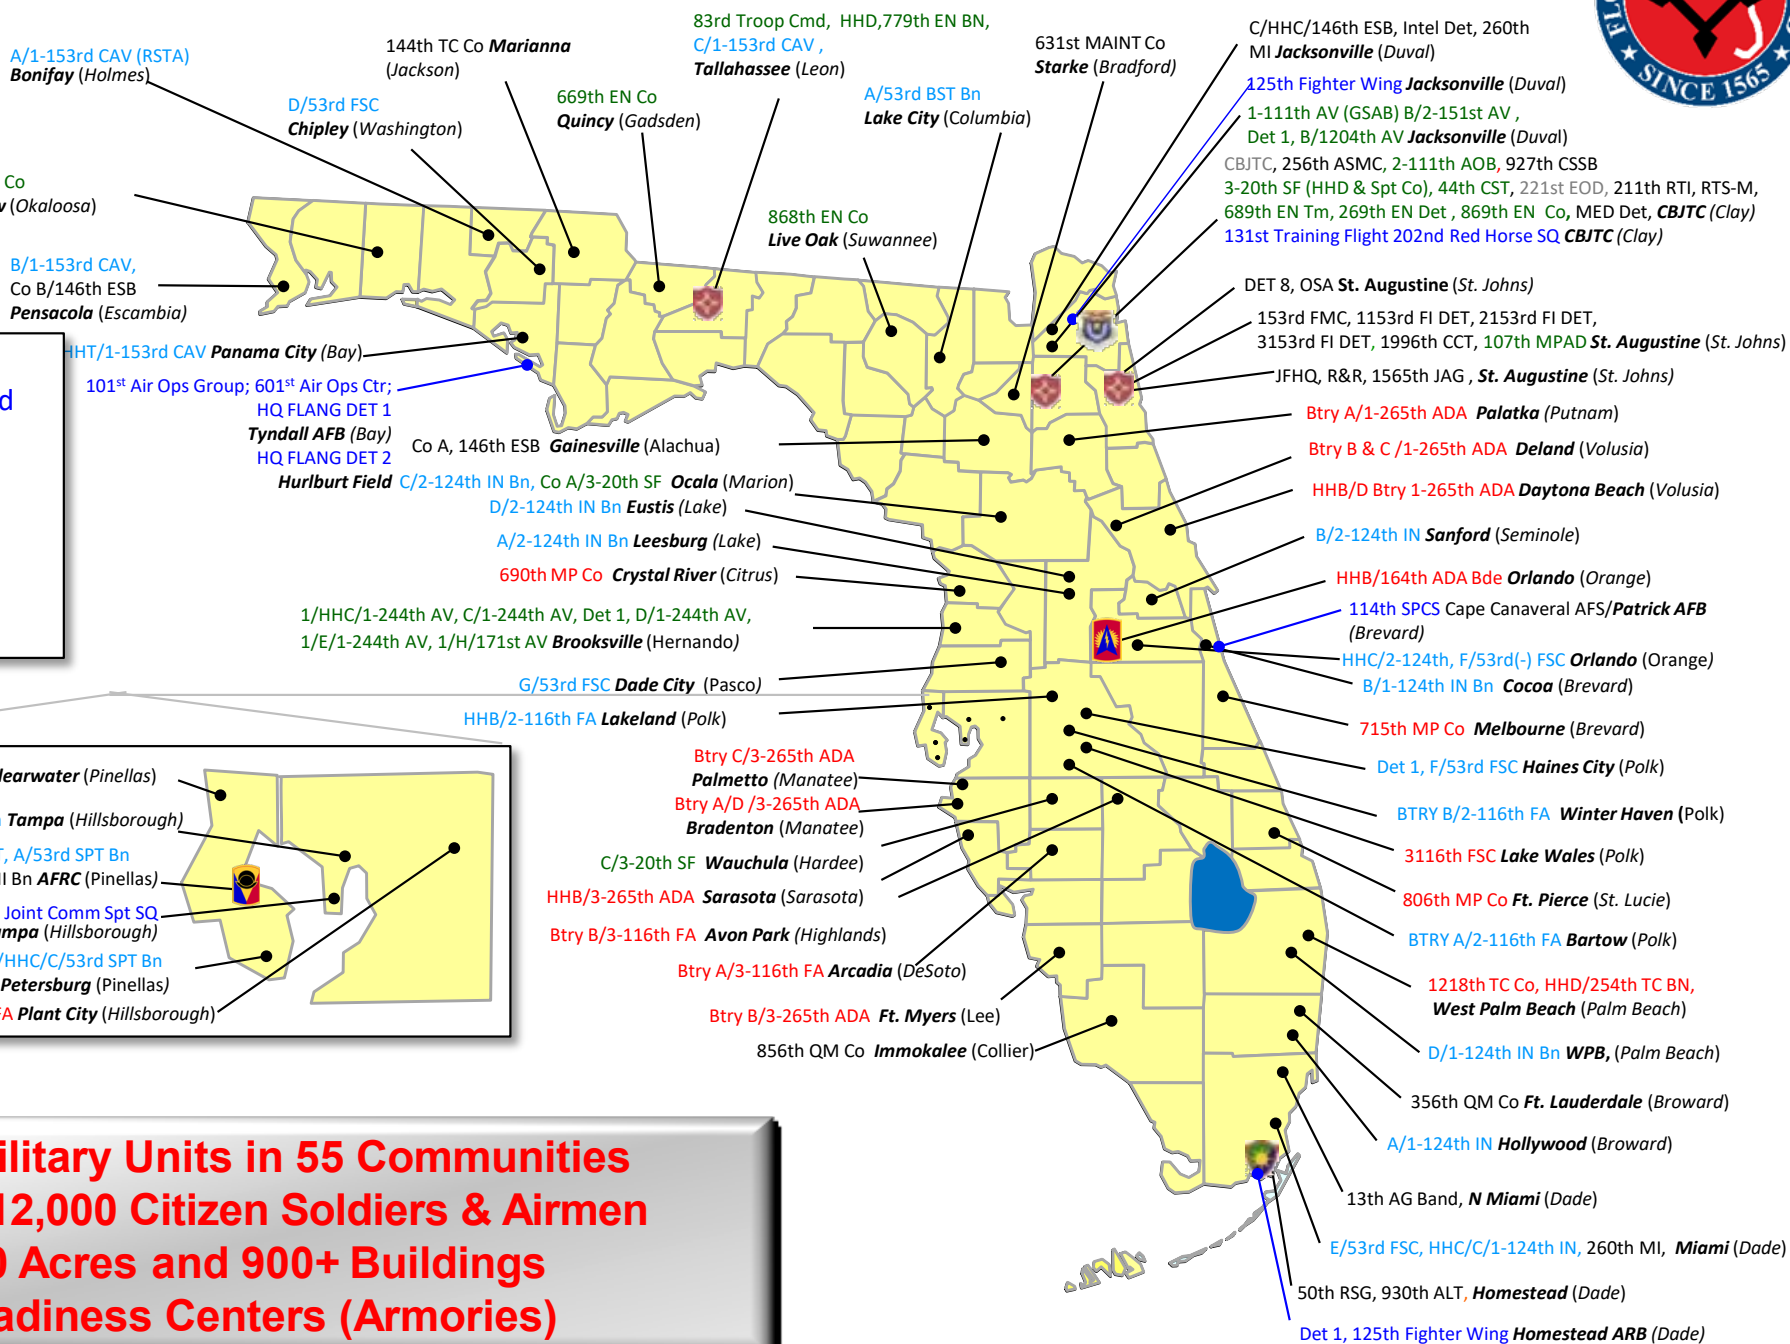 A/1-153rd CAV (RSTA)
Bonifay (Holmes)
144th TC Co Marianna
(Jackson)
83rd Troop Cmd, HHD,779th EN BN,
C/1-153rd CAV ,
Tallahassee (Leon)
631st MAINT Co
Starke (Bradford)
C/HHC/146th ESB, Intel Det, 260th
MI Jacksonville (Duval)
SINCE 1565
D/53rd FSC
Chipley (Washington)
669th EN Co
Quincy (Gadsden)
A/53rd BST Bn
Lake City (Columbia)
125th Fighter Wing Jacksonville (Duval)
1-111th AV (GSAB) B/2-151st AV ,
Det 1, B/1204th AV Jacksonville (Duval)
CBJTC, 256th ASMC, 2-111th AOB, 927th CSSB
3-20th SF (HHD & Spt Co), 44th CST, 221st EOD, 211th RTI, RTS-M,
689th EN Tm, 269th EN Det , 869th EN Co, MED Det, CBJTC (Clay)
131st Training Flight 202nd Red Horse SQ CBJTC (Clay)
Co
(Okaloosa)
868th EN Co
Live Oak (Suwannee)
B/1-153rd CAV,
Co B/146th ESB
Pensacola (Escambia)
DET 8, OSA St. Augustine (St. Johns)
153rd FMC, 1153rd FI DET, 2153rd FI DET,
3153rd FI DET, 1996th CCT, 107th MPAD St. Augustine (St. Johns)
JFHQ, R&R, 1565th JAG , St. Augustine (St. Johns)
d
HHT/1-153rd CAV Panama City (Bay)
101st Air Ops Group; 601st Air Ops Ctr;
HQ FLANG DET 1
Tyndall AFB (Bay)
HQ FLANG DET 2
Hurlburt Field
Co A, 146th ESB Gainesville (Alachua)
C/2-124th IN Bn, Co A/3-20th SF Ocala (Marion)
D/2-124th IN Bn Eustis (Lake)
A/2-124th IN Bn Leesburg (Lake)
690th MP Co Crystal River (Citrus)
1/HHC/1-244th AV, C/1-244th AV, Det 1, D/1-244th AV,
1/E/1-244th AV, 1/H/171st AV Brooksville (Hernando)
G/53rd FSC Dade City (Pasco)
HHB/2-116th FA Lakeland (Polk)
Btry A/1-265th ADA Palatka (Putnam)
Btry B & C /1-265th ADA Deland (Volusia)
HHB/D Btry 1-265th ADA Daytona Beach (Volusia)
B/2-124th IN Sanford (Seminole)
HHB/164th ADA Bde Orlando (Orange)
114th SPCS Cape Canaveral AFS/Patrick AFB
(Brevard)
HHC/2-124th, F/53rd(-) FSC Orlando (Orange)
B/1-124th IN Bn Cocoa (Brevard)
715th MP Co Melbourne (Brevard)
Det 1, F/53rd FSC Haines City (Polk)
BTRY B/2-116th FA Winter Haven (Polk)
3116th FSC Lake Wales (Polk)
806th MP Co Ft. Pierce (St. Lucie)
BTRY A/2-116th FA Bartow (Polk)
1218th TC Co, HHD/254th TC BN,
West Palm Beach (Palm Beach)
D/1-124th IN Bn WPB, (Palm Beach)
356th QM Co Ft. Lauderdale (Broward)
A/1-124th IN Hollywood (Broward)
13th AG Band, N Miami (Dade)
E/53rd FSC, HHC/C/1-124th IN, 260th MI, Miami (Dade)
50th RSG, 930th ALT, Homestead (Dade)
Det 1, 125th Fighter Wing Homestead ARB (Dade)
Btry C/3-265th ADA
Palmetto (Manatee)
Btry A/D /3-265th ADA
Bradenton (Manatee)
C/3-20th SF Wauchula (Hardee)
HHB/3-265th ADA Sarasota (Sarasota)
Btry B/3-116th FA Avon Park (Highlands)
Btry A/3-116th FA Arcadia (DeSoto)
Btry B/3-265th ADA Ft. Myers (Lee)
856th QM Co Immokalee (Collier)
learwater (Pinellas)
Tampa (Hillsborough)
T, A/53rd SPT Bn
II Bn AFRC (Pinellas)
Joint Comm Spt SQ
ampa (Hillsborough)
/HHC/C/53rd SPT Bn
Petersburg (Pinellas)
FA Plant City (Hillsborough)
ilitary Units in 55 Communities
12,000 Citizen Soldiers & Airmen
0 Acres and 900+ Buildings
adiness Centers (Armories)